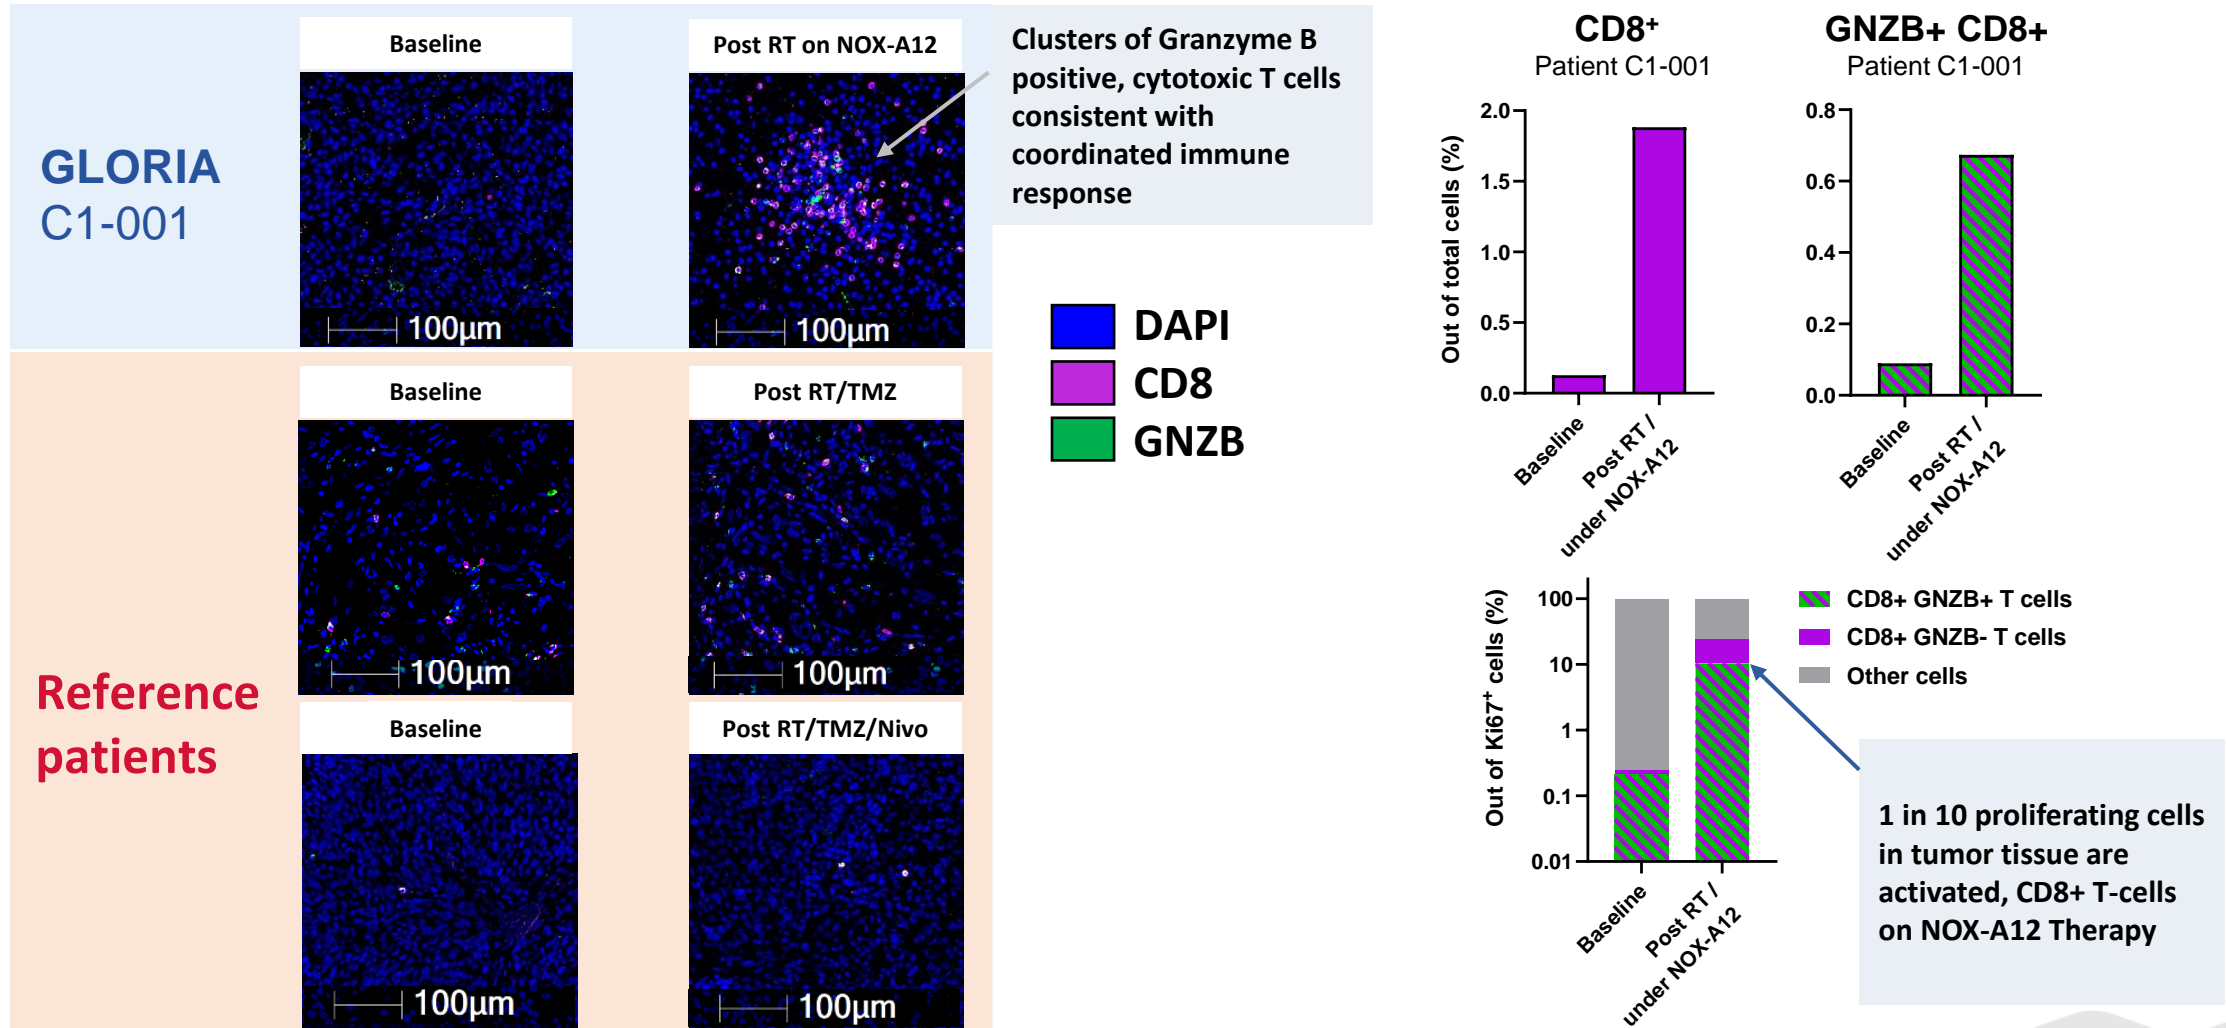 GLORIA
C1-001
Baseline
Post RT on NOX-A12
100µm
100µm
Clusters of Granzyme B
positive, cytotoxic T cells
consistent with
coordinated immune
response
Reference
patients
Baseline
Post RT/TMZ
100µm
100µm
Baseline
Post RT/TMZ/Nivo
100µm
100µm
DAPI
CD8
GNZB
CD8⁺
Patient C1-001
Out of total cells (%)
2.0
1.5
1.0
0.5
0.0
Baseline
Post RT /
under NOX-A12
GNZB+ CD8+
Patient C1-001
0.8
0.6
0.4
0.2
0.0
Baseline
Post RT /
under NOX-A12
Out of Ki67⁺ cells (%)
100
10
1
0.1
0.01
Baseline
Post RT /
under NOX-A12
CD8+ GNZB+ T cells
CD8+ GNZB- T cells
Other cells
1 in 10 proliferating cells
in tumor tissue are
activated, CD8+ T-cells
on NOX-A12 Therapy